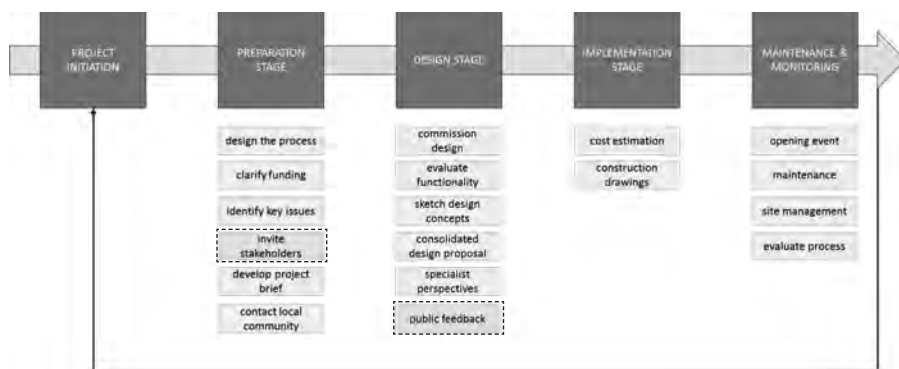 PROJECT
INITIATION
PREPARATION
STAGE
DESIGN STAGE
IMPLEMENTATION
STAGE
MAINTENANCE &
MONITORING
design the process
clarify funding
identify key issues
invite
stakeholders
develop project
brief
contact local
community
commission
design
evaluate
functionality
sketch design
concepts
consolidated
design proposal
specialist
perspectives
public feedback
cost estimation
construction
drawings
opening event
maintenance
site management
evaluate process